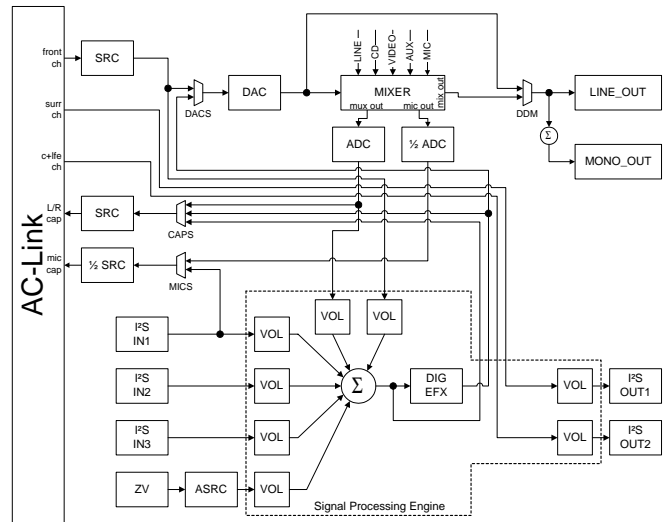 AC-Link
front
ch
surr
ch
c+lfe
ch
L/R
cap
mic
cap
SRC
DACS
DAC
LINE
CD
VIDEO
AUX
MIC
MIXER
mux out
mic out
mix out
DDM
LINE_OUT
Σ
MONO_OUT
ADC
½ ADC
SRC
CAPS
½ SRC
MICS
VOL
VOL
I²S
IN1
VOL
I²S
IN2
VOL
Σ
DIG
EFX
VOL
I²S
OUT1
I²S
IN3
VOL
VOL
I²S
OUT2
ZV
ASRC
VOL
Signal Processing Engine